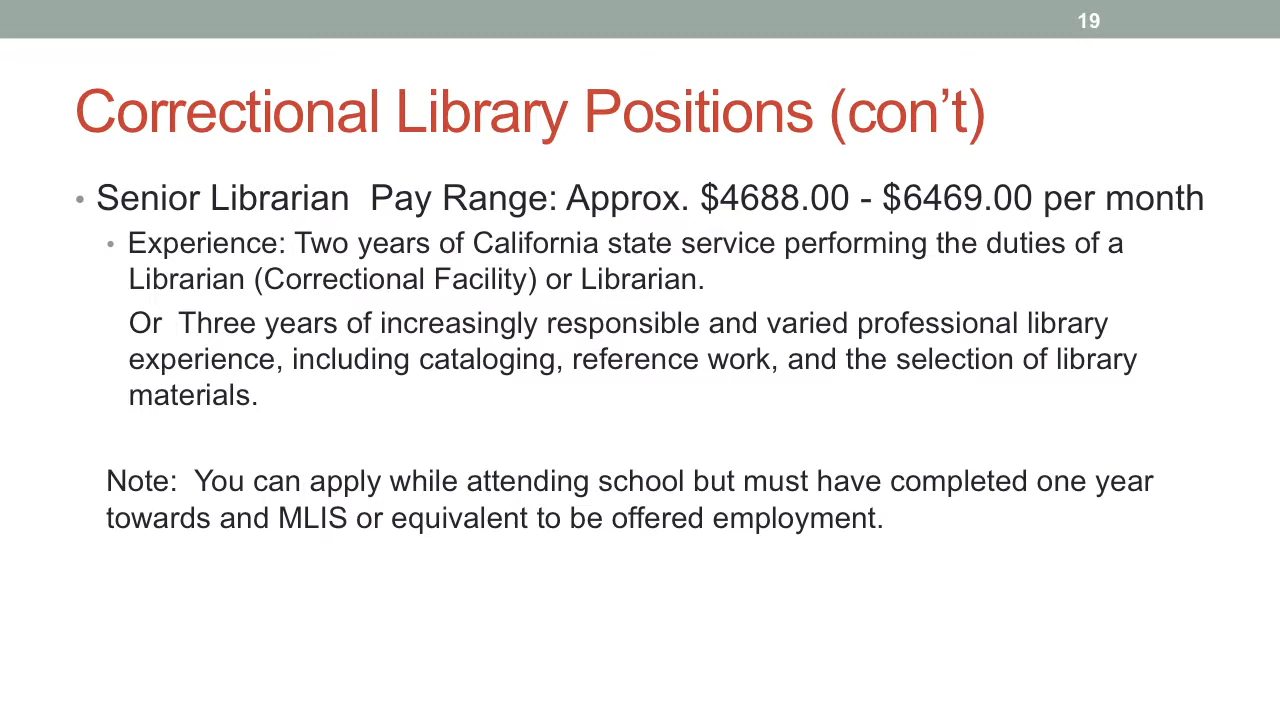 19
Correctional Library Positions (con’t)
• Senior Librarian  Pay Range: Approx. $4688.00 - $6469.00 per month
• Experience: Two years of California state service performing the duties of a
Librarian (Correctional Facility) or Librarian.
Or  Three years of increasingly responsible and varied professional library
experience, including cataloging, reference work, and the selection of library
materials.
Note:  You can apply while attending school but must have completed one year
towards and MLIS or equivalent to be offered employment.